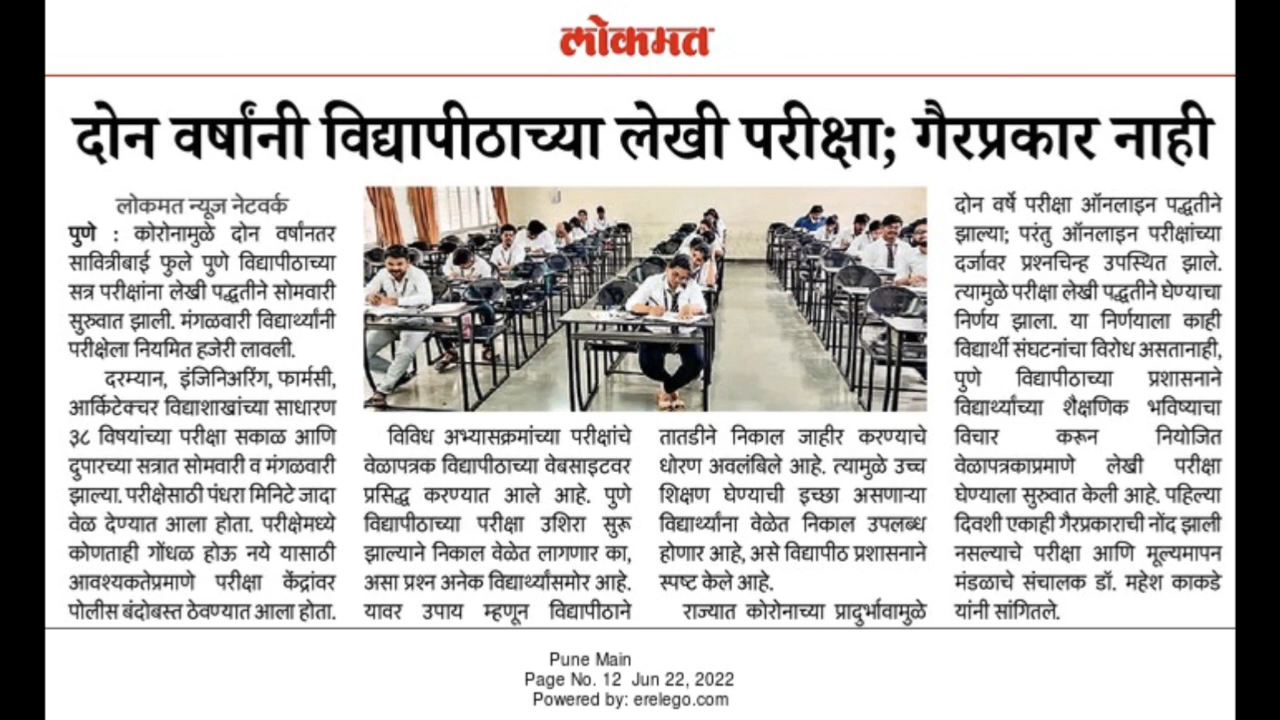 लोकमत
दोन वर्षांनी विद्यापीठाच्या लेखी परीक्षा; गैरप्रकार नाही
लोकमत न्यूज नेटवर्क
पुणे : कोरोनामुळे दोन वर्षांनंतर
सावित्रीबाई फुले पुणे विद्यापीठाच्या
सत्र परीक्षांना लेखी पद्धतीने सोमवारी
सुरुवात झाली. मंगळवारी विद्यार्थ्यांनी
परीक्षेला नियमित हजेरी लावली.
दरम्यान, इंजिनिअरिंग, फार्मसी,
आर्किटेक्चर विद्याशाखांच्या साधारण
३८ विषयांच्या परीक्षा सकाळ आणि
दुपारच्या सत्रात सोमवारी व मंगळवारी
झाल्या. परीक्षेसाठी पंधरा मिनिटे जादा
वेळ देण्यात आला होता. परीक्षेमध्ये
कोणताही गोंधळ होऊ नये यासाठी
आवश्यकतेप्रमाणे परीक्षा केंद्रांवर
पोलीस बंदोबस्त ठेवण्यात आला होता.
विविध अभ्यासक्रमांच्या परीक्षांचे
वेळापत्रक विद्यापीठाच्या वेबसाइटवर
प्रसिद्ध करण्यात आले आहे. पुणे
विद्यापीठाच्या परीक्षा उशिरा सुरू
झाल्याने निकाल वेळेत लागणार का,
असा प्रश्न अनेक विद्यार्थ्यांसमोर आहे.
यावर उपाय म्हणून विद्यापीठाने
तातडीने निकाल जाहीर करण्याचे
धोरण अवलंबिले आहे. त्यामुळे उच्च
शिक्षण घेण्याची इच्छा असणाऱ्या
विद्यार्थ्यांना वेळेत निकाल उपलब्ध
होणार आहे, असे विद्यापीठ प्रशासनाने
स्पष्ट केले आहे.
राज्यात कोरोनाच्या प्रादुर्भावामुळे
दोन वर्षे परीक्षा ऑनलाइन पद्धतीने
झाल्या; परंतु ऑनलाइन परीक्षांच्या
दर्जावर प्रश्नचिन्ह उपस्थित झाले.
त्यामुळे परीक्षा लेखी पद्धतीने घेण्याचा
निर्णय झाला. या निर्णयाला काही
विद्यार्थी संघटनांचा विरोध असतानाही,
पुणे विद्यापीठाच्या प्रशासनाने
विद्यार्थ्यांच्या शैक्षणिक भविष्याचा
विचार करून नियोजित
वेळापत्रकाप्रमाणे लेखी परीक्षा
घेण्याला सुरुवात केली आहे. पहिल्या
दिवशी एकाही गैरप्रकाराची नोंद झाली
नसल्याचे परीक्षा आणि मूल्यमापन
मंडळाचे संचालक डॉ. महेश काकडे
यांनी सांगितले.
Pune Main
Page No. 12 Jun 22, 2022
Powered by: erelego.com